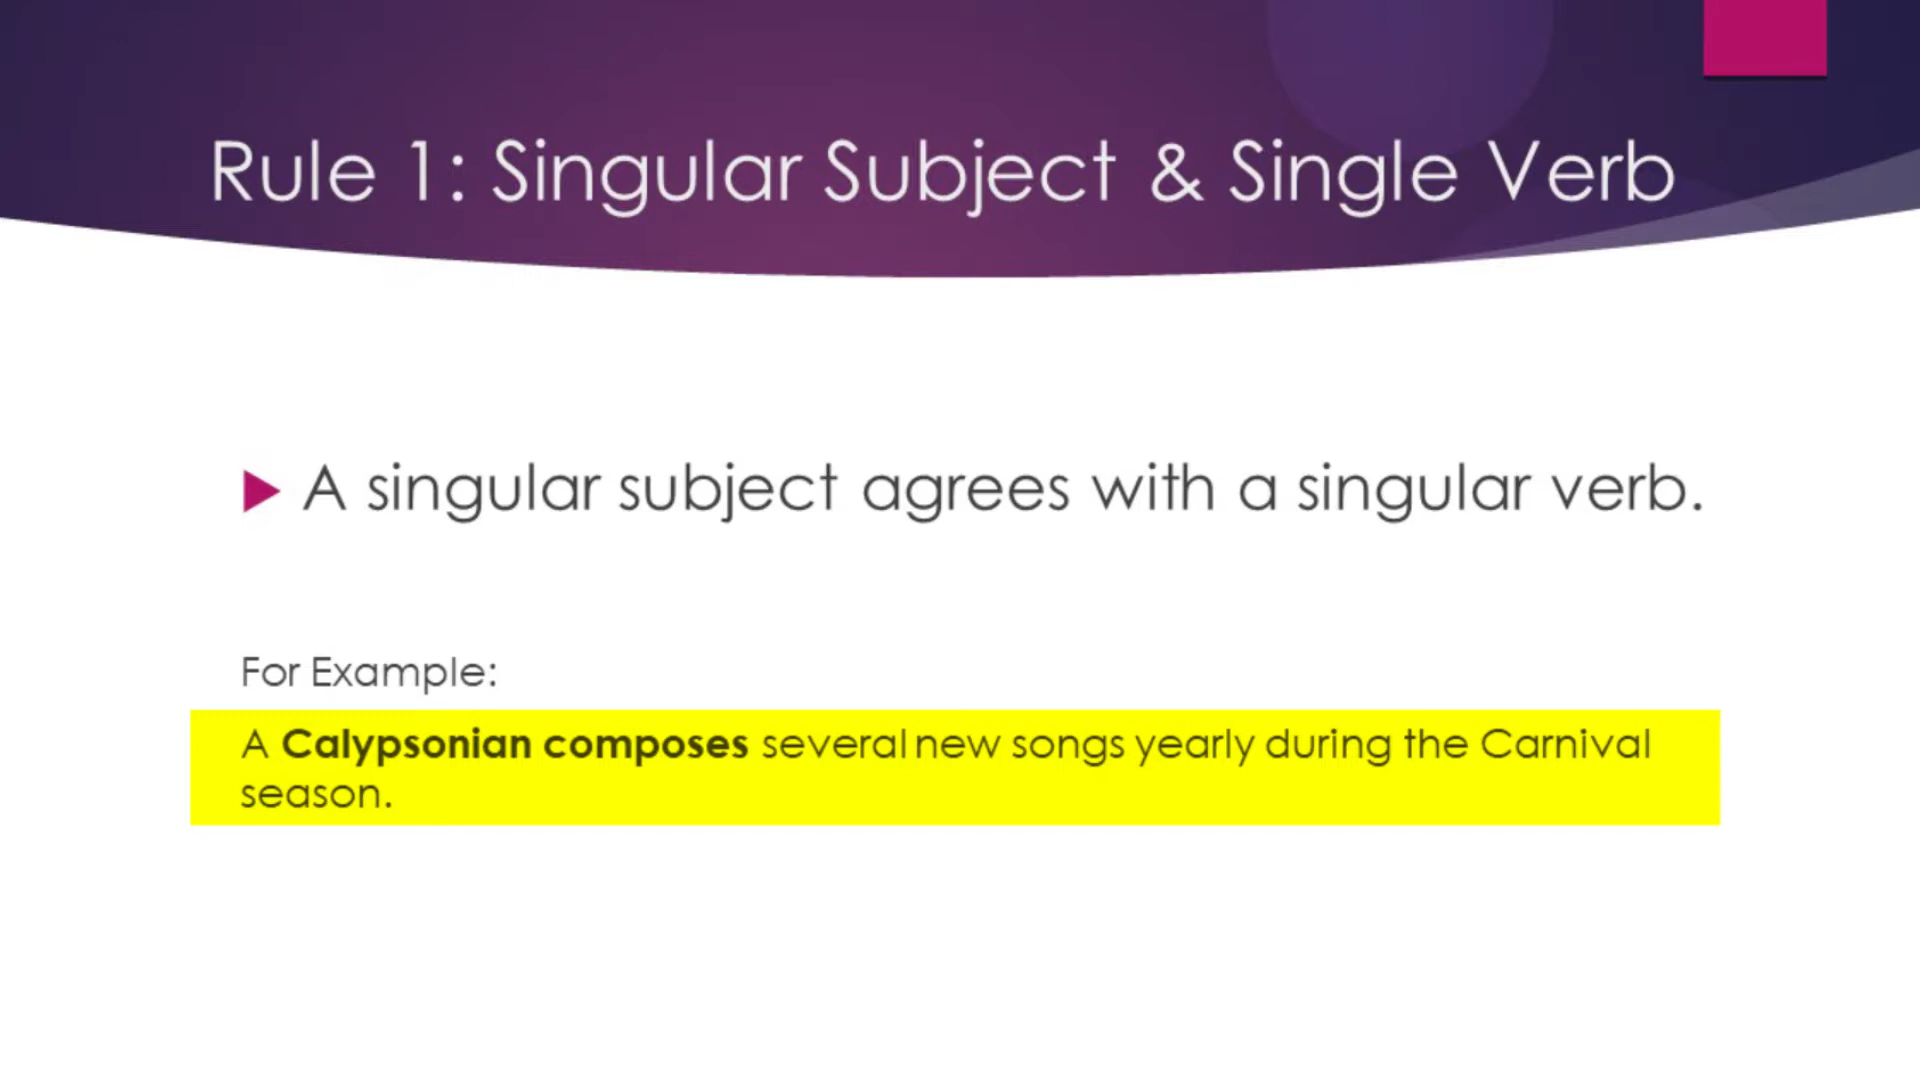 Rule 1: Singular Subject & Single Verb
A singular subject agrees with a singular verb.
For Example:
A Calypsonian composes several new songs yearly during the Carnival
season.